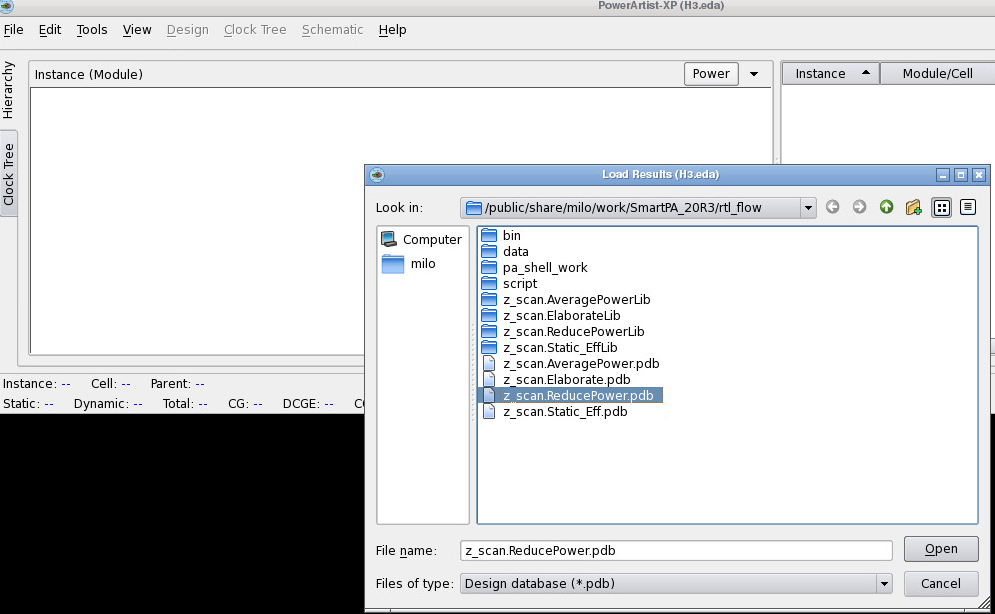 PowerArtist-XP (H3.eda)
File Edit Tools View Design Clock Tree Schematic Help
Hierarchy
Clock Tree
Instance (Module) Power
Instance Module/Cell
Load Results (H3.eda)
Look in: /public/share/milo/work/SmartPA_20R3/rtl_flow
Computer
milo
bin
data
pa_shell_work
script
z_scan.AveragePowerLib
z_scan.ElaborateLib
z_scan.ReducePowerLib
z_scan.Static_EffLib
z_scan.AveragePower.pdb
z_scan.Elaborate.pdb
z_scan.ReducePower.pdb
z_scan.Static_Eff.pdb
Instance: -- Cell: -- Parent: --
Static: -- Dynamic: -- Total: -- CG: -- DCGE: --
File name: z_scan.ReducePower.pdb Open
Files of type: Design database (*.pdb) Cancel